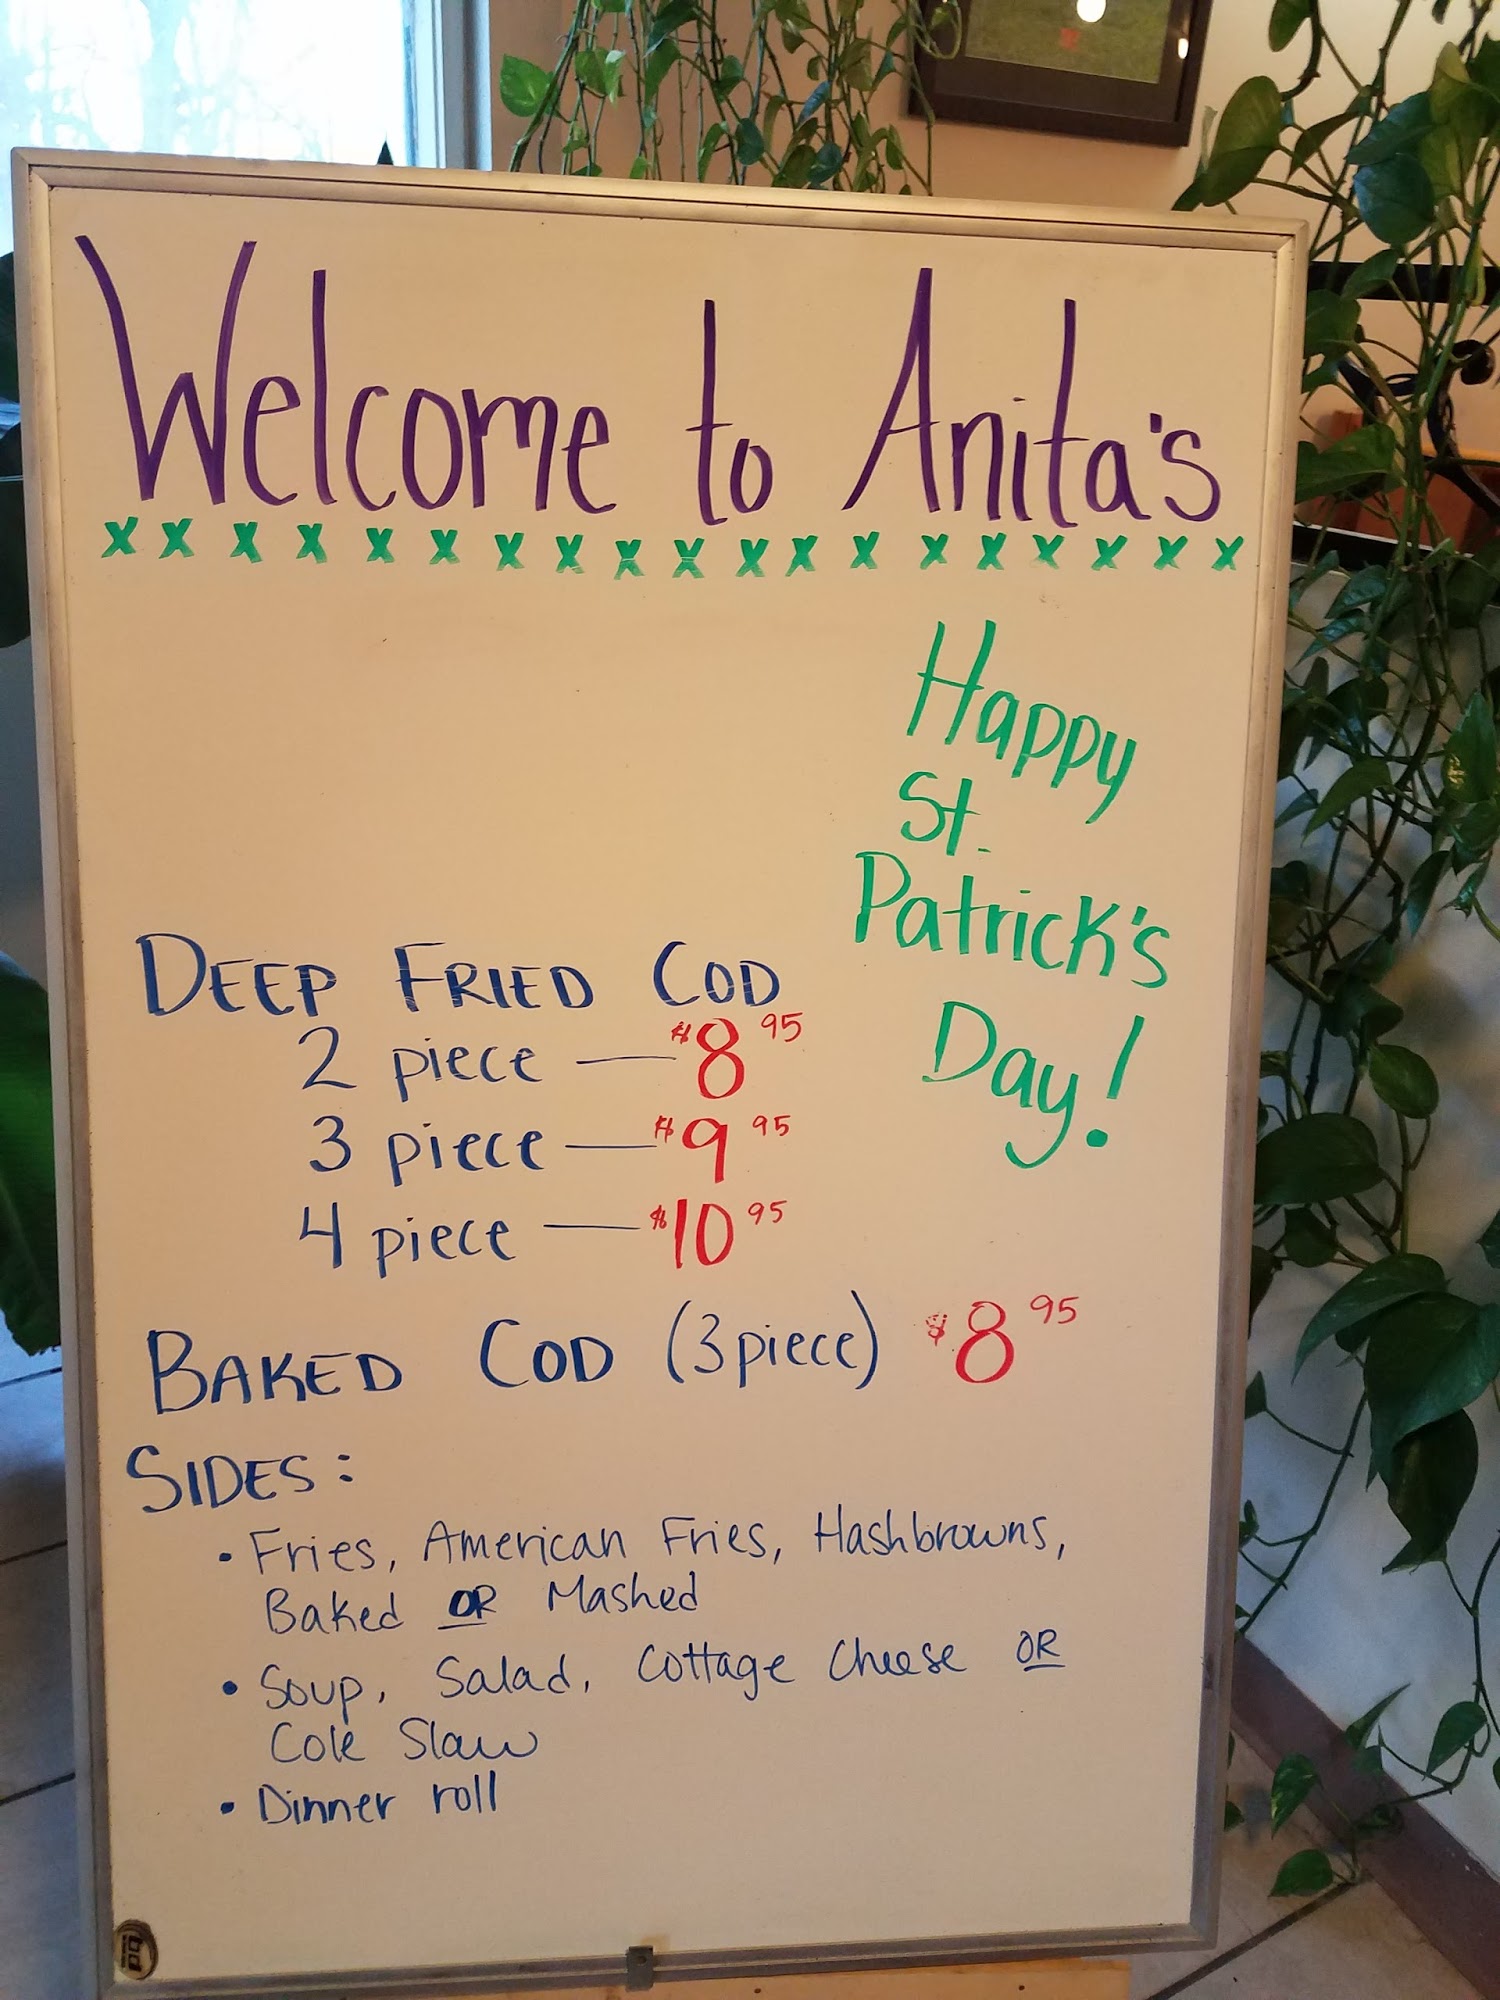 Welcome to Anita's
x x x x x x x x x x x x x x x x x x x
Happy
St.
Patrick's
Day!
DEEP FRIED COD
2 piece — $8 95
3 piece — $9 95
4 piece — $10 95
BAKED COD (3 piece) $8 95
SIDES:
• Fries, American Fries, Hashbrowns,
Baked OR Mashed
• Soup, Salad, Cottage Cheese OR
Cole Slaw
• Dinner roll